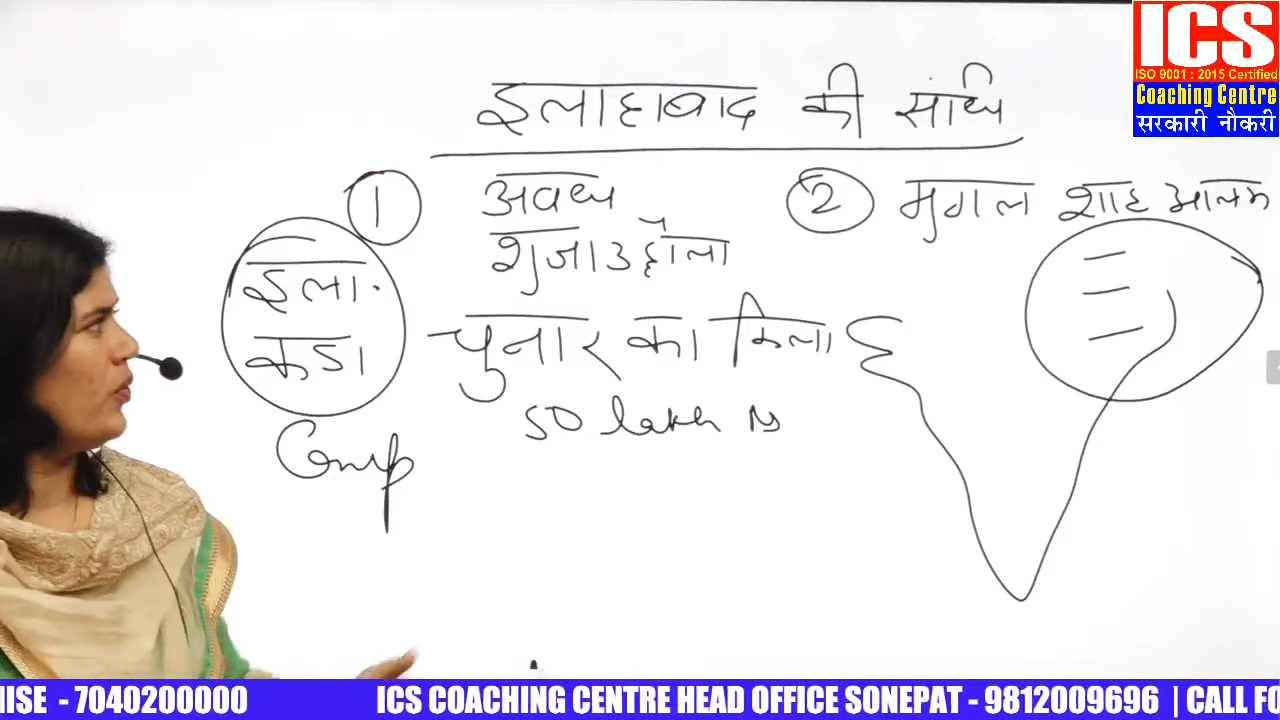 ICS
ISO 9001 : 2015 Certified
Coaching Centre
सरकारी नौकरी
इलाहाबाद की संधि
1 अवध
शुजाउद्दौला
2 मुगल शाह आलम
इला.
कडा
चुनार का किला
50 lakh Rs
Comp
NISE - 7040200000 ICS COACHING CENTRE HEAD OFFICE SONEPAT - 9812009696 | CALL FO